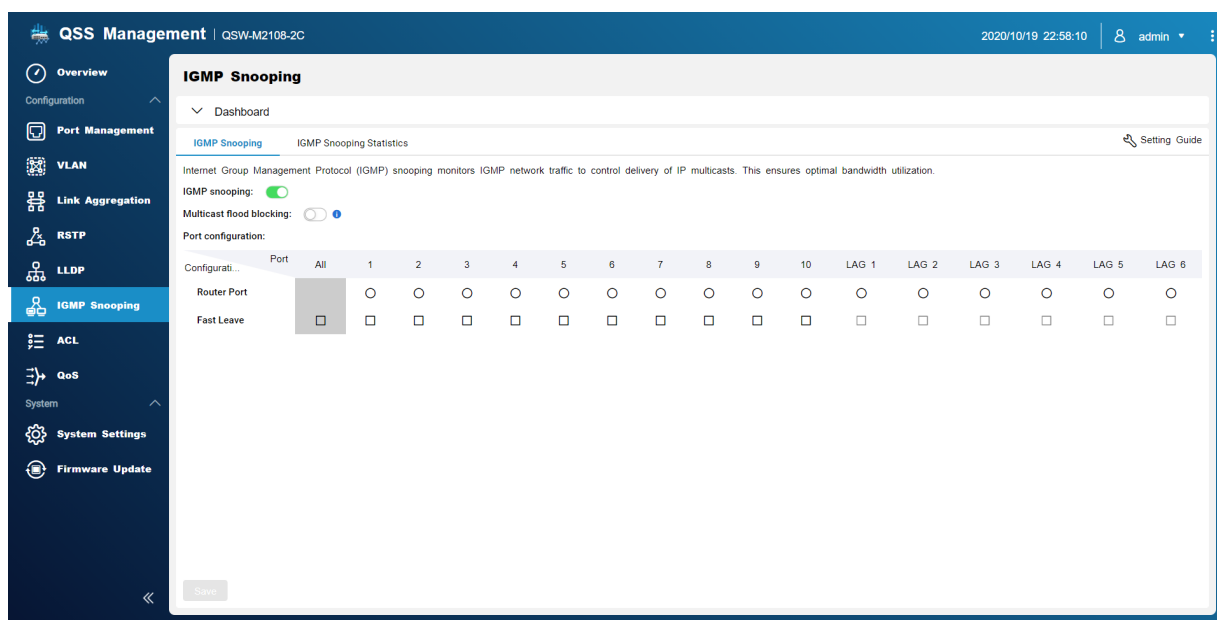 QSS Management | QSW-M2108-2C
2020/10/19 22:58:10
admin
Overview
Configuration
Port Management
VLAN
Link Aggregation
RSTP
LLDP
IGMP Snooping
ACL
QoS
System
System Settings
Firmware Update
IGMP Snooping
Dashboard
IGMP Snooping IGMP Snooping Statistics
Setting Guide
Internet Group Management Protocol (IGMP) snooping monitors IGMP network traffic to control delivery of IP multicasts. This ensures optimal bandwidth utilization.
IGMP snooping:
Multicast flood blocking:
Port configuration:
Port
Configurati... All 1 2 3 4 5 6 7 8 9 10 LAG 1 LAG 2 LAG 3 LAG 4 LAG 5 LAG 6
Router Port
Fast Leave
Save